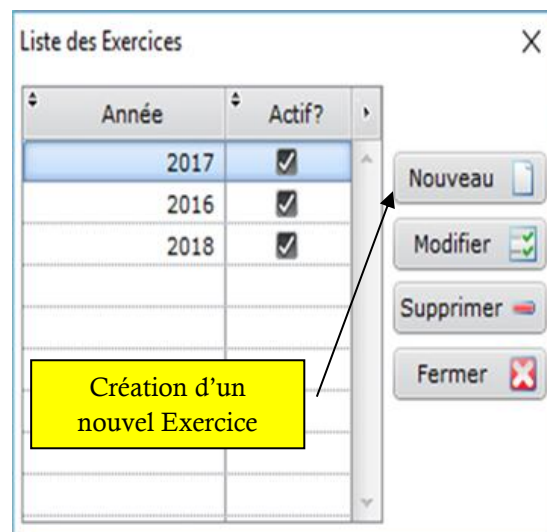 Liste des Exercices
Année Actif?
2017
2016
2018
Nouveau
Modifier
Supprimer
Fermer
Création d'un
nouvel Exercice